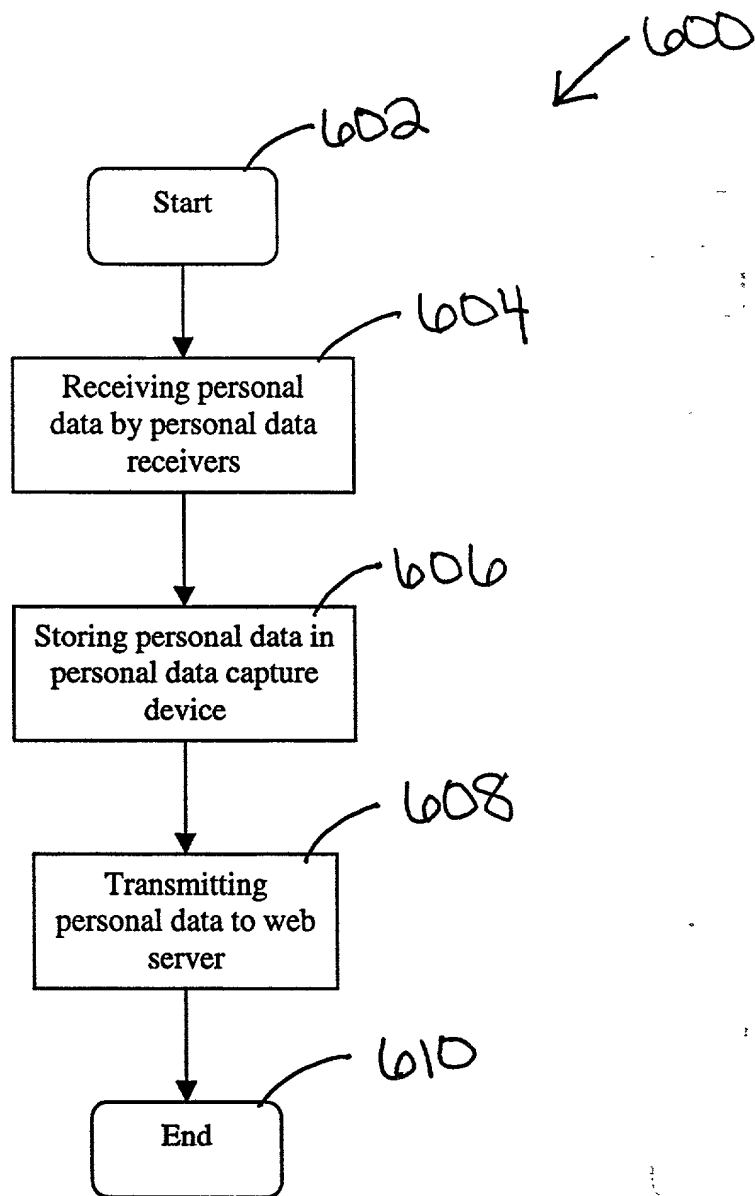 600
602
Start
604
Receiving personal
data by personal data
receivers
606
Storing personal data in
personal data capture
device
608
Transmitting
personal data to web
server
610
End